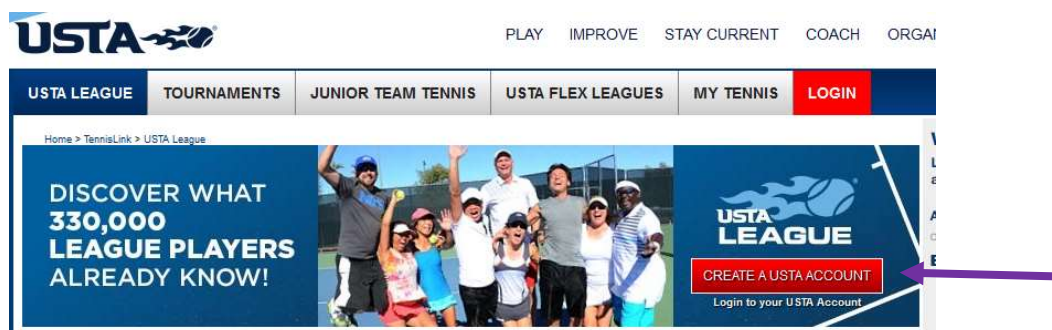 USTA
PLAY IMPROVE STAY CURRENT COACH ORGA
USTA LEAGUE TOURNAMENTS JUNIOR TEAM TENNIS USTA FLEX LEAGUES MY TENNIS LOGIN
Home > TennisLink > USTA League
DISCOVER WHAT
330,000
LEAGUE PLAYERS
ALREADY KNOW!
USTA
LEAGUE
CREATE A USTA ACCOUNT
Login to your USTA Account